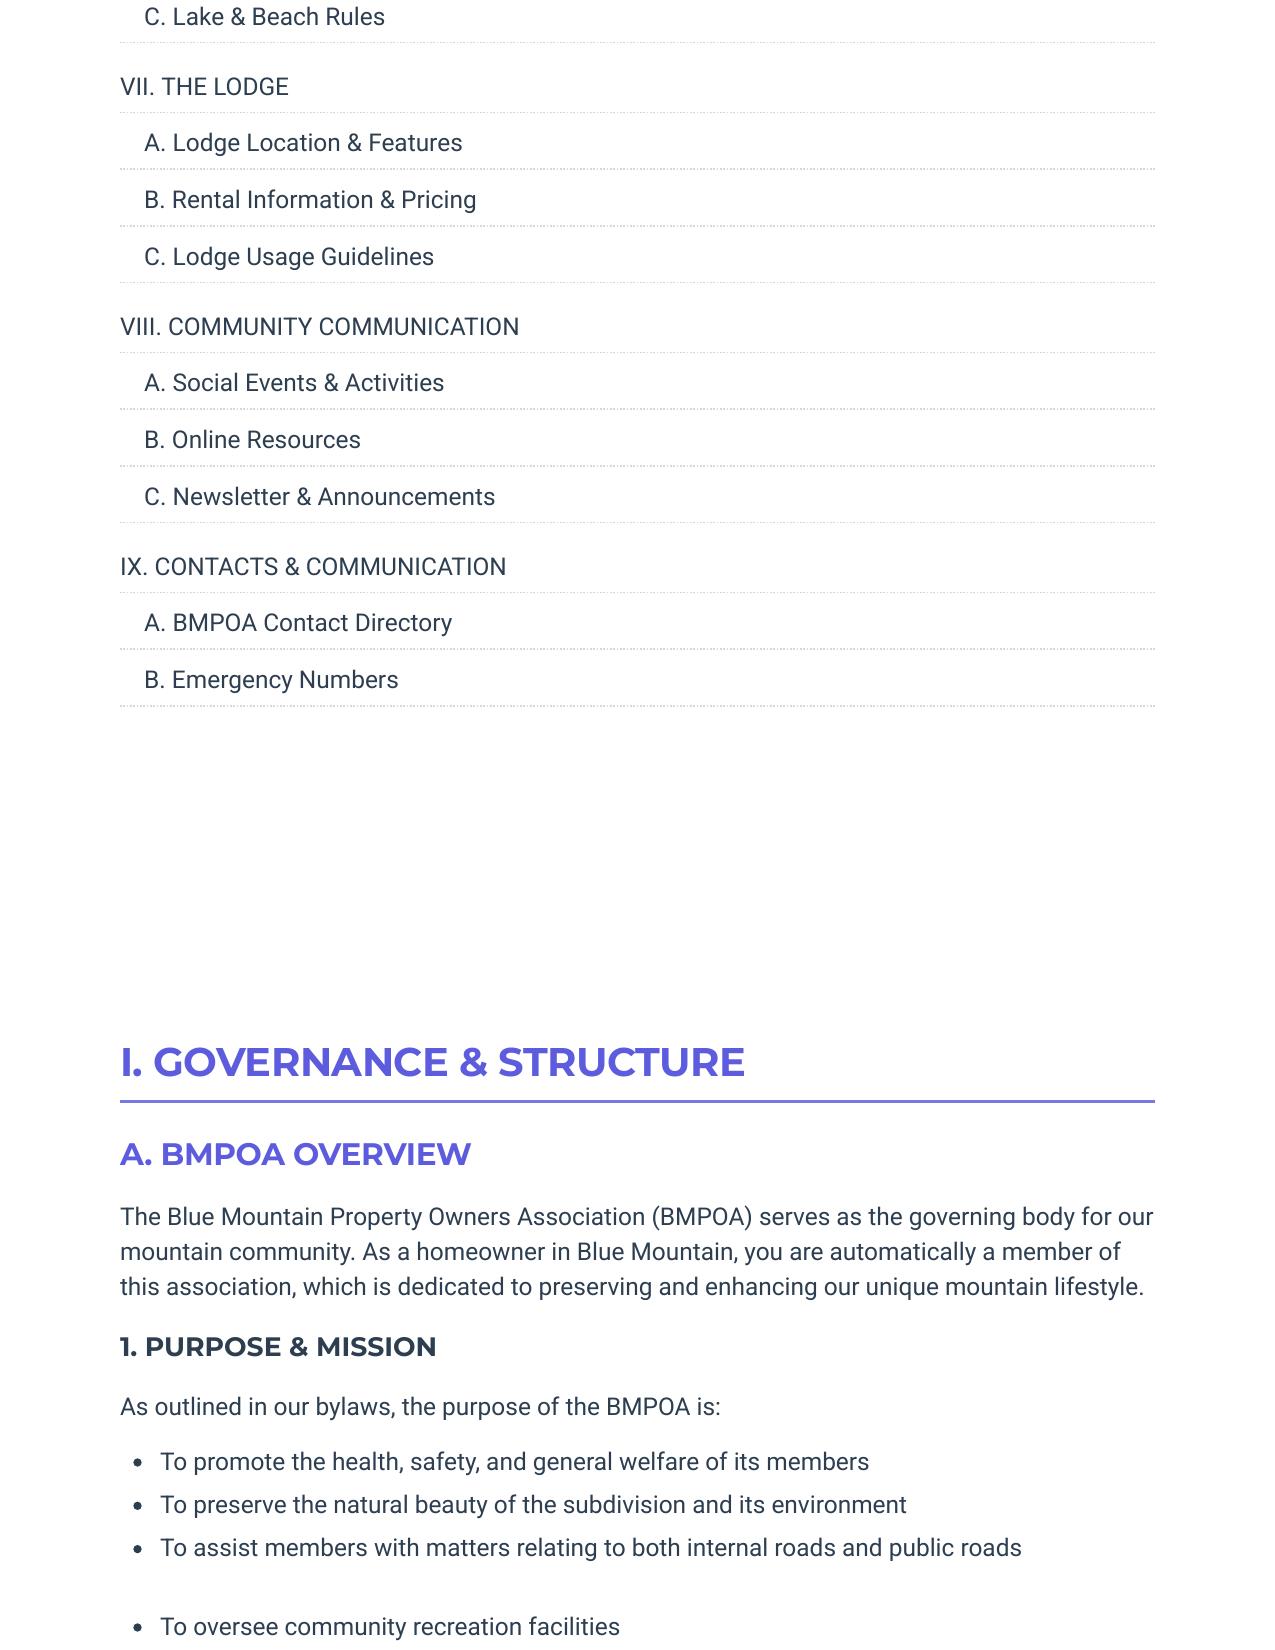 C. Lake & Beach Rules
VII. THE LODGE
A. Lodge Location & Features
B. Rental Information & Pricing
C. Lodge Usage Guidelines
VIII. COMMUNITY COMMUNICATION
A. Social Events & Activities
B. Online Resources
C. Newsletter & Announcements
IX. CONTACTS & COMMUNICATION
A. BMPOA Contact Directory
B. Emergency Numbers
I. GOVERNANCE & STRUCTURE
A. BMPOA OVERVIEW
The Blue Mountain Property Owners Association (BMPOA) serves as the governing body for our
mountain community. As a homeowner in Blue Mountain, you are automatically a member of
this association, which is dedicated to preserving and enhancing our unique mountain lifestyle.
1. PURPOSE & MISSION
As outlined in our bylaws, the purpose of the BMPOA is:
• To promote the health, safety, and general welfare of its members
• To preserve the natural beauty of the subdivision and its environment
• To assist members with matters relating to both internal roads and public roads
• To oversee community recreation facilities